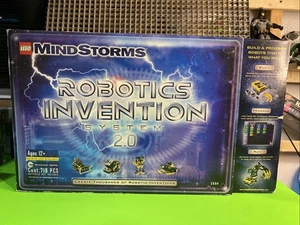 LEGO
MINDSTORMS
ROBOTICS
INVENTION
SYSTEM
2.0
Ages 12+
Cont. 718 PCS
CREATE THOUSANDS OF ROBOTIC INVENTIONS
BUILD & PROGRAM
ROBOTS THAT DO
WHAT YOU WANT!